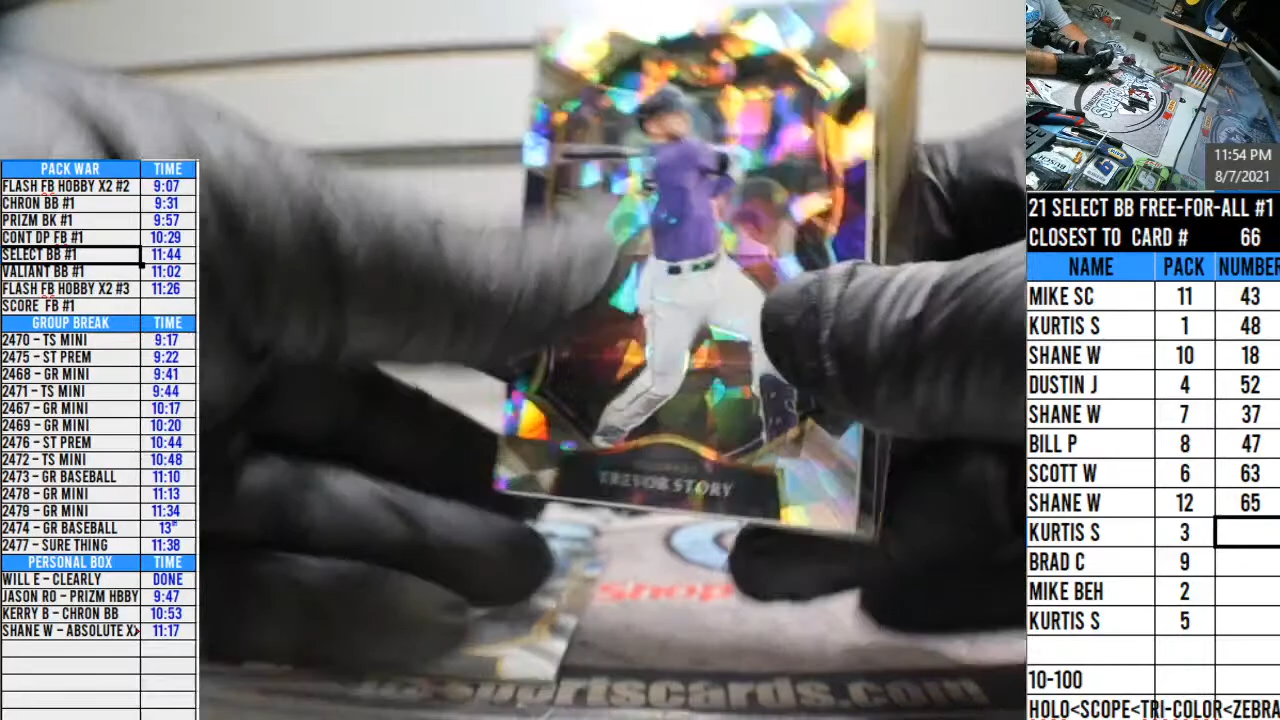 PACK WAR TIME
FLASH FB HOBBY X2 #2 9:07
CHRON BB #1 9:31
PRIZM BK #1 9:57
CONT DP FB #1 10:29
SELECT BB #1 11:44
VALIANT BB #1 11:02
FLASH FB HOBBY X2 #3 11:26
SCORE FB #1
GROUP BREAK TIME
2470 – TS MINI 9:17
2475 – ST PREM 9:22
2468 – GR MINI 9:41
2471 – TS MINI 9:44
2467 – GR MINI 10:17
2469 – GR MINI 10:20
2476 – ST PREM 10:44
2472 – TS MINI 10:48
2473 – GR BASEBALL 11:10
2478 – GR MINI 11:13
2479 – GR MINI 11:34
2474 – GR BASEBALL 13TH
2477 – SURE THING 11:38
PERSONAL BOX TIME
WILL E – CLEARLY DONE
JASON RO – PRIZM HBBY 9:47
KERRY B – CHRON BB 10:53
SHANE W – ABSOLUTE X 11:17
TREVOR STORY
shop
sportscards.com
BUSCH
11:54 PM
8/7/2021
21 SELECT BB FREE-FOR-ALL #1
CLOSEST TO CARD # 66
NAME PACK NUMBER
MIKE SC 11 43
KURTIS S 1 48
SHANE W 10 18
DUSTIN J 4 52
SHANE W 7 37
BILL P 8 47
SCOTT W 6 63
SHANE W 12 65
KURTIS S 3
BRAD C 9
MIKE BEH 2
KURTIS S 5
10-100
HOLO<SCOPE<TRI-COLOR<ZEBRA